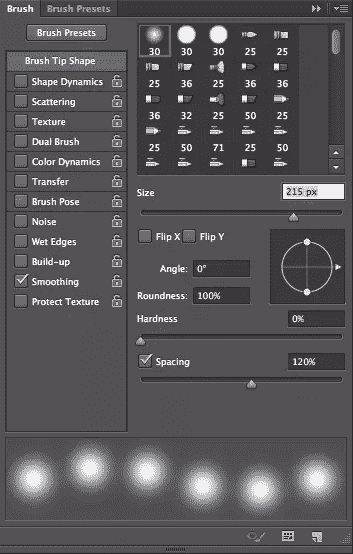 Brush Brush Presets
Brush Presets
Brush Tip Shape
Shape Dynamics
Scattering
Texture
Dual Brush
Color Dynamics
Transfer
Brush Pose
Noise
Wet Edges
Build-up
Smoothing
Protect Texture
30 30 30 25 25
25 25 36 36 36
36 32 25 50 25
25 50 71 25 50
Size 215 px
Flip X Flip Y
Angle: 0°
Roundness: 100%
Hardness 0%
Spacing 120%